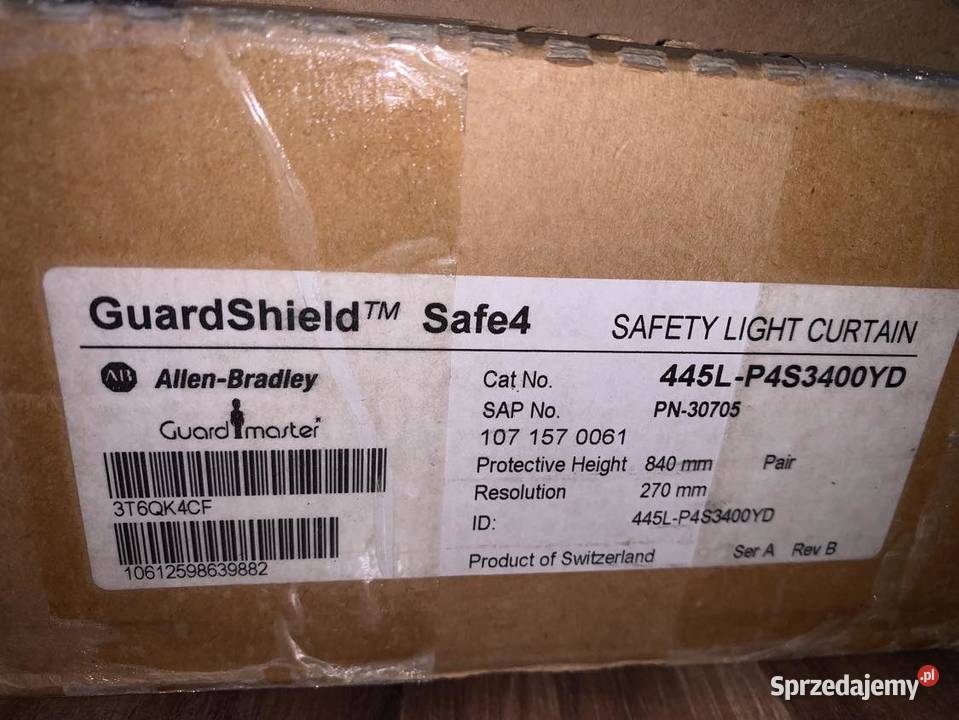 GuardShield™ Safe4 SAFETY LIGHT CURTAIN
AB Allen-Bradley
Guardmaster
3T6QK4CF
10612598639882
Cat No. 445L-P4S3400YD
SAP No. PN-30705
107 157 0061
Protective Height 840 mm Pair
Resolution 270 mm
ID: 445L-P4S3400YD
Product of Switzerland Ser A Rev B
Sprzedajemy.pl